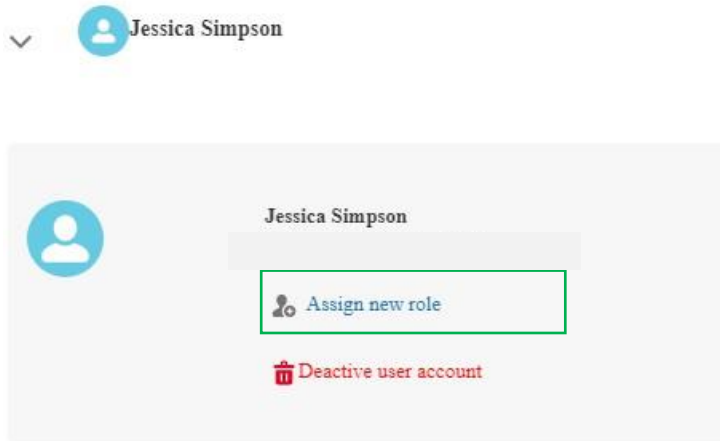 Jessica Simpson
Jessica Simpson
Assign new role
Deactive user account